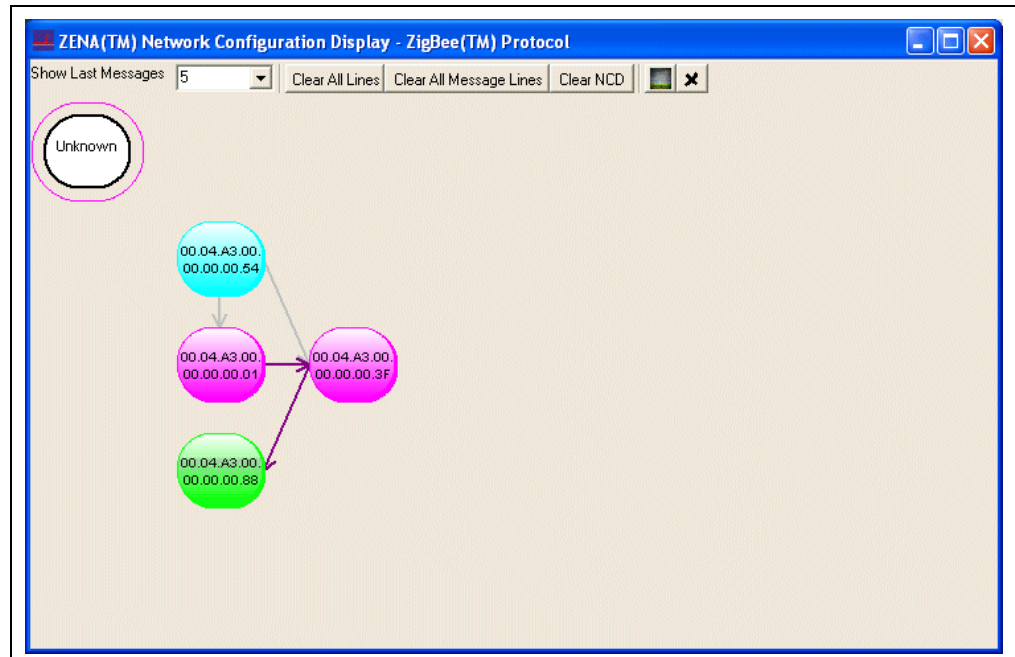 ZENA(TM) Network Configuration Display - ZigBee(TM) Protocol
Show Last Messages 5 Clear All Lines Clear All Message Lines Clear NCD
Unknown
00.04.A3.00.
00.00.00.54
00.04.A3.00.
00.00.00.01
00.04.A3.00.
00.00.00.3F
00.04.A3.00.
00.00.00.88